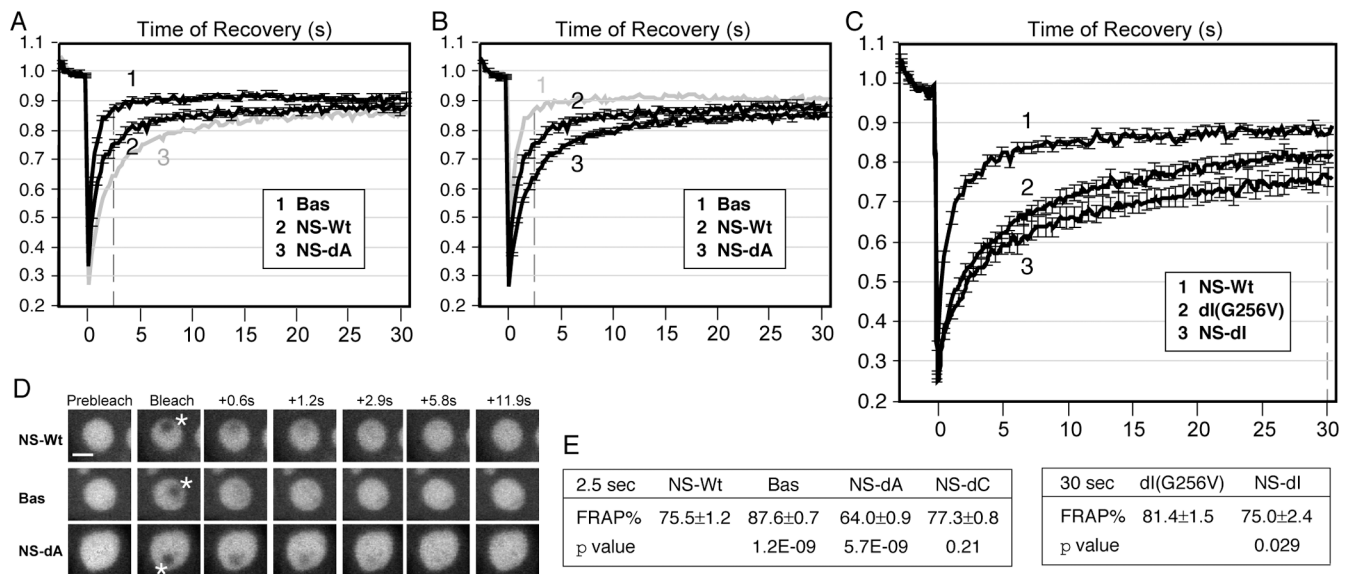 A
Time of Recovery (s)
1.1
1.0
0.9
0.8
0.7
0.6
0.5
0.4
0.3
0.2
0 5 10 15 20 25 30
1
2
3
1 Bas
2 NS-Wt
3 NS-dA
B
Time of Recovery (s)
1.1
1.0
0.9
0.8
0.7
0.6
0.5
0.4
0.3
0.2
0 5 10 15 20 25 30
1
2
3
1 Bas
2 NS-Wt
3 NS-dA
C
Time of Recovery (s)
1.1
1.0
0.9
0.8
0.7
0.6
0.5
0.4
0.3
0.2
0 5 10 15 20 25 30
1
2
3
1 NS-Wt
2 dI(G256V)
3 NS-dI
D
Prebleach Bleach +0.6s +1.2s +2.9s +5.8s +11.9s
NS-Wt *
Bas *
NS-dA *
E
2.5 sec NS-Wt Bas NS-dA NS-dC
FRAP% 75.5±1.2 87.6±0.7 64.0±0.9 77.3±0.8
p value 1.2E-09 5.7E-09 0.21
30 sec dI(G256V) NS-dI
FRAP% 81.4±1.5 75.0±2.4
p value 0.029